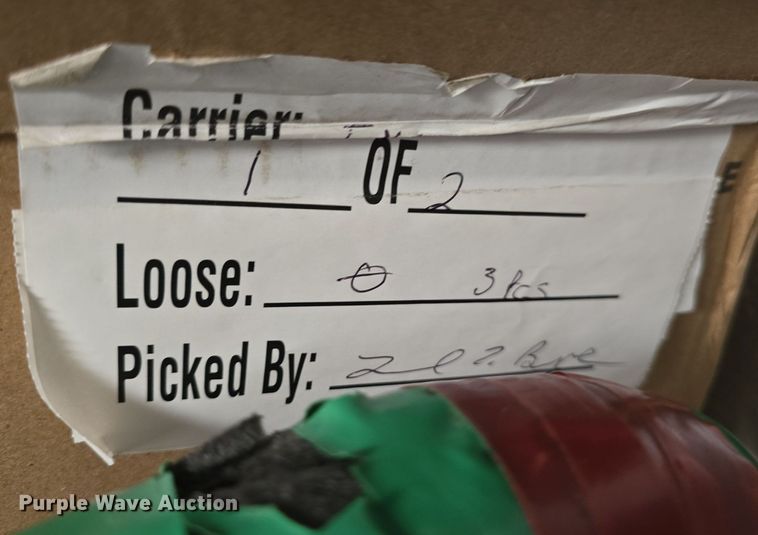 Carrier:
1 OF 2
E
Loose: 0 3 Pcs
Picked By:
Purple Wave Auction